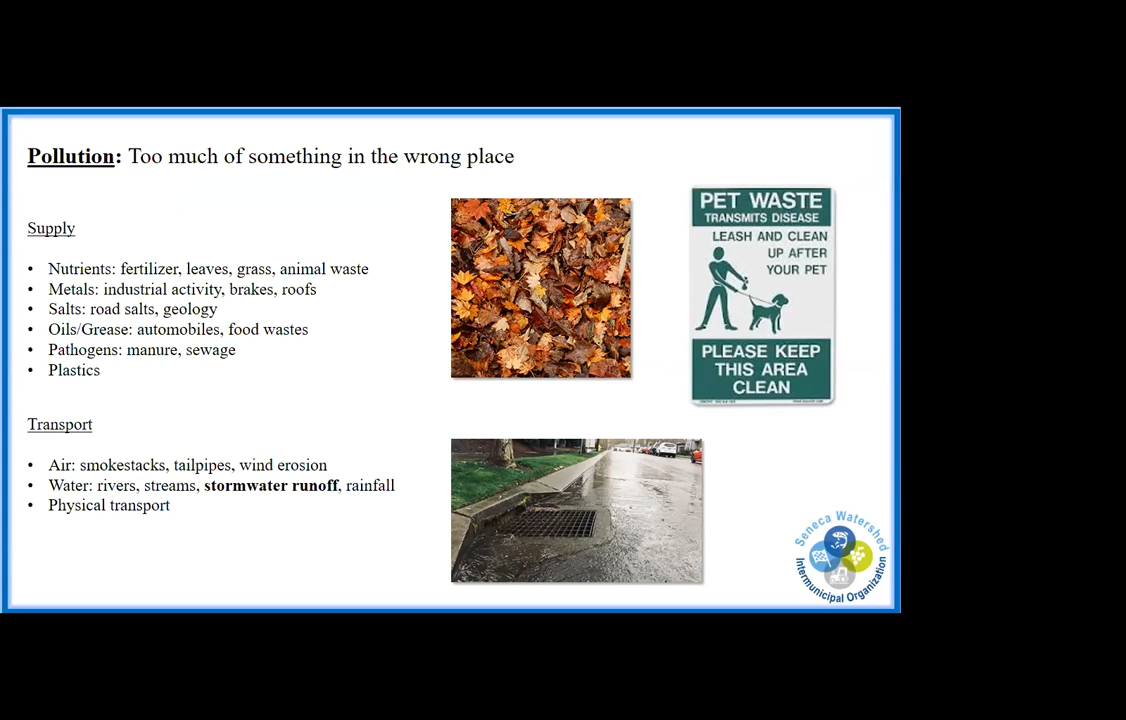 Pollution: Too much of something in the wrong place
Supply
• Nutrients: fertilizer, leaves, grass, animal waste
• Metals: industrial activity, brakes, roofs
• Salts: road salts, geology
• Oils/Grease: automobiles, food wastes
• Pathogens: manure, sewage
• Plastics
Transport
• Air: smokestacks, tailpipes, wind erosion
• Water: rivers, streams, stormwater runoff, rainfall
• Physical transport
PET WASTE
TRANSMITS DISEASE
LEASH AND CLEAN
UP AFTER
YOUR PET
PLEASE KEEP
THIS AREA
CLEAN
Seneca Watershed
Intermunicipal Organization